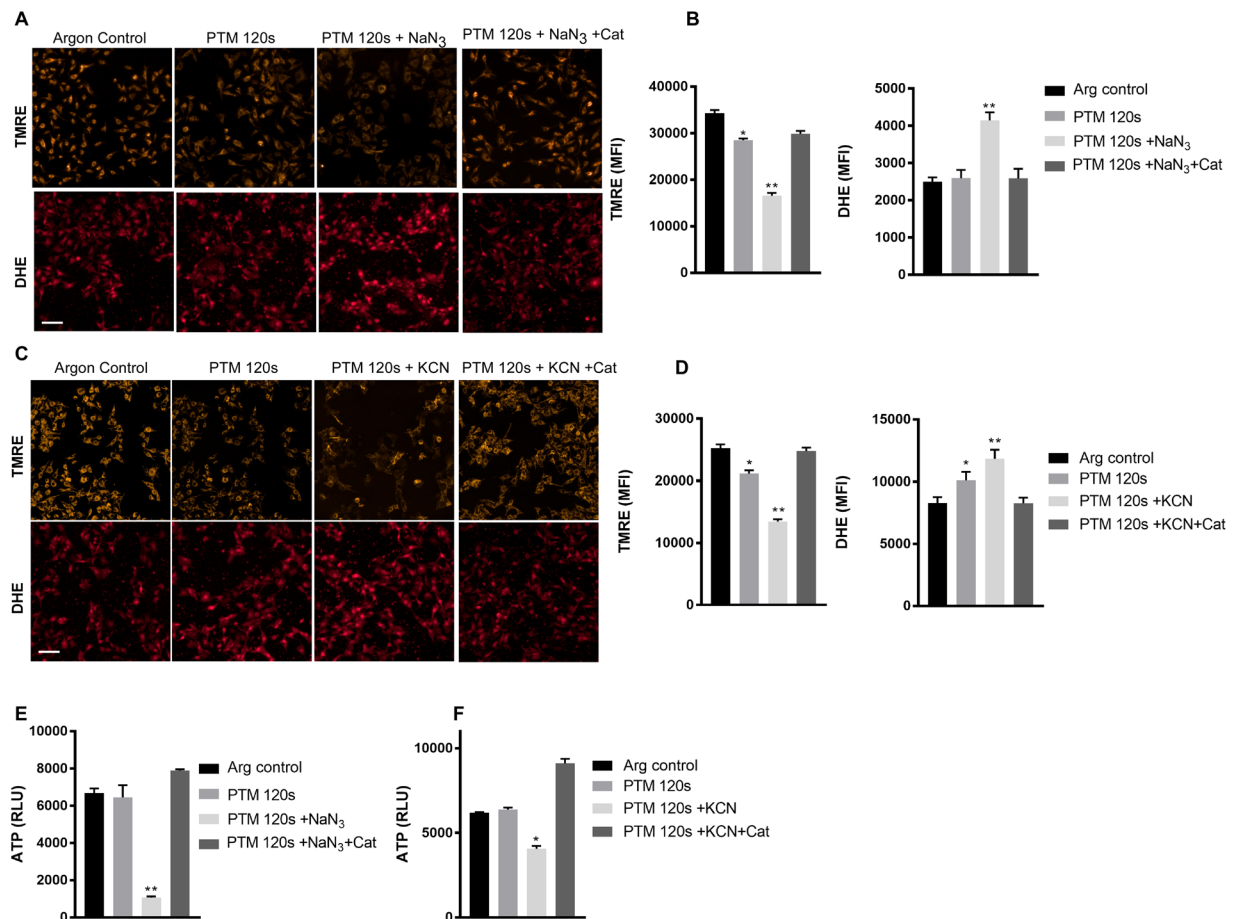 A
Argon Control
PTM 120s
PTM 120s + NaN₃
PTM 120s + NaN₃ +Cat
TMRE
DHE
B
TMRE (MFI)
40000
30000
20000
10000
0
*
**
DHE (MFI)
5000
4000
3000
2000
1000
0
**
Arg control
PTM 120s
PTM 120s +NaN₃
PTM 120s +NaN₃+Cat
C
Argon Control
PTM 120s
PTM 120s + KCN
PTM 120s + KCN +Cat
TMRE
DHE
D
TMRE (MFI)
30000
20000
10000
0
*
**
DHE (MFI)
15000
10000
5000
0
*
**
Arg control
PTM 120s
PTM 120s +KCN
PTM 120s +KCN+Cat
E
ATP (RLU)
10000
8000
6000
4000
2000
0
**
Arg control
PTM 120s
PTM 120s +NaN₃
PTM 120s +NaN₃+Cat
F
ATP (RLU)
10000
5000
0
*
Arg control
PTM 120s
PTM 120s +KCN
PTM 120s +KCN+Cat